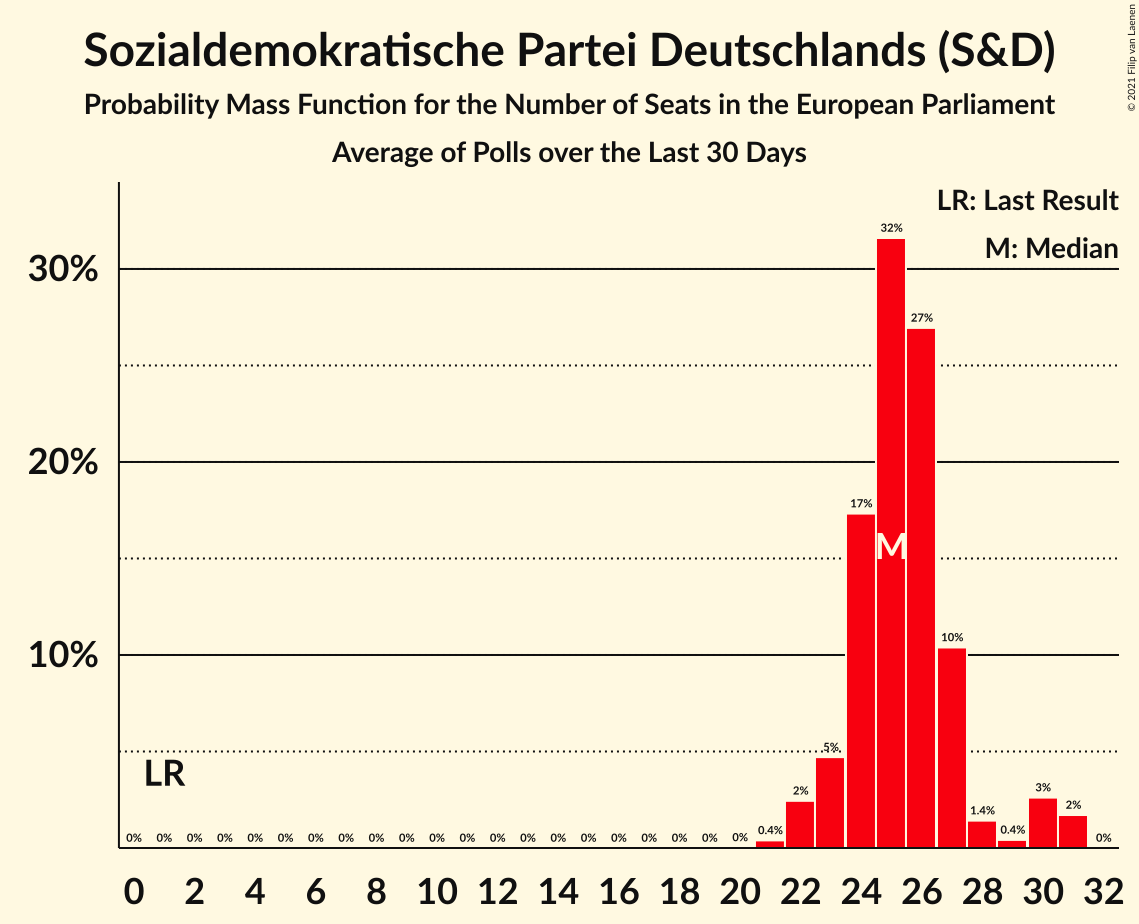 Sozialdemokratische Partei Deutschlands (S&D)
Probability Mass Function for the Number of Seats in the European Parliament
Average of Polls over the Last 30 Days
© 2021 Filip van Laenen
LR: Last Result
M: Median
32%
30%
27%
20%
17%
M
10%
10%
5%
LR
2%
3%
1.4%
2%
0% 0% 0% 0% 0% 0% 0% 0% 0% 0% 0% 0% 0% 0% 0% 0% 0% 0% 0% 0% 0% 0.4% 0.4% 0%
0 2 4 6 8 10 12 14 16 18 20 22 24 26 28 30 32